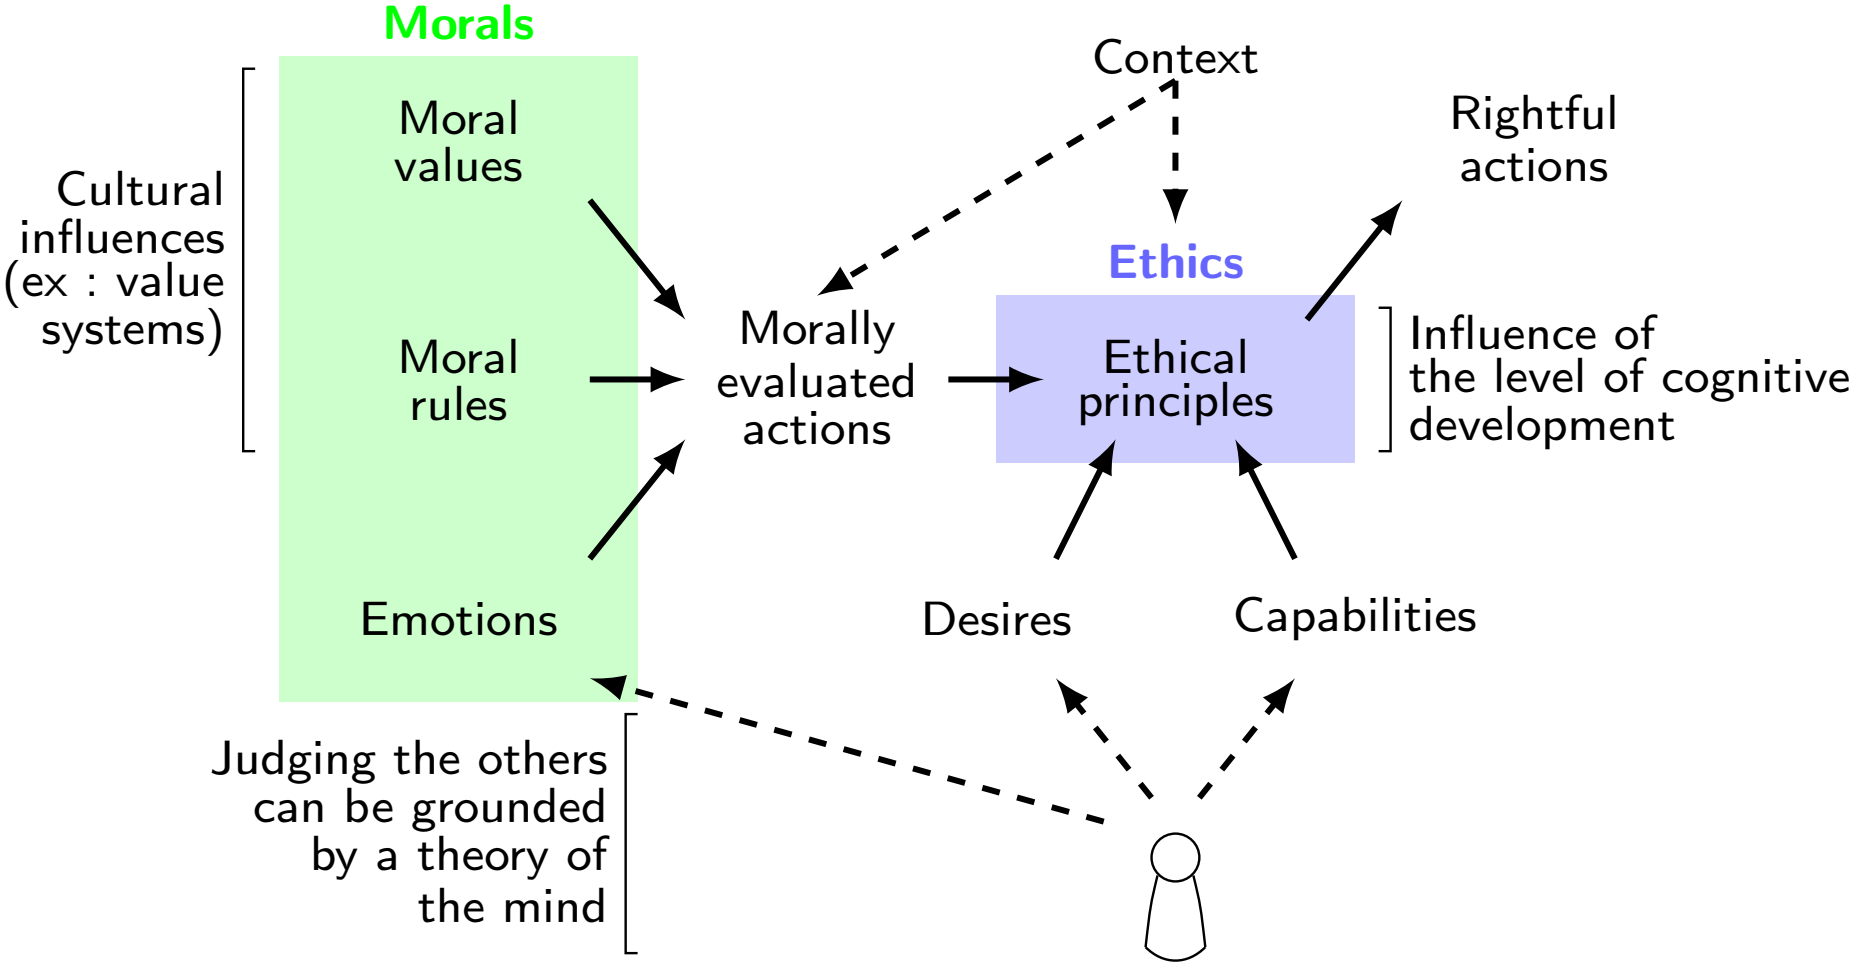 Morals
Moral
values
Cultural
influences
(ex : value
systems)
Moral
rules
Emotions
Judging the others
can be grounded
by a theory of
the mind
Morally
evaluated
actions
Context
Ethics
Ethical
principles
Desires
Capabilities
Rightful
actions
Influence of
the level of cognitive
development